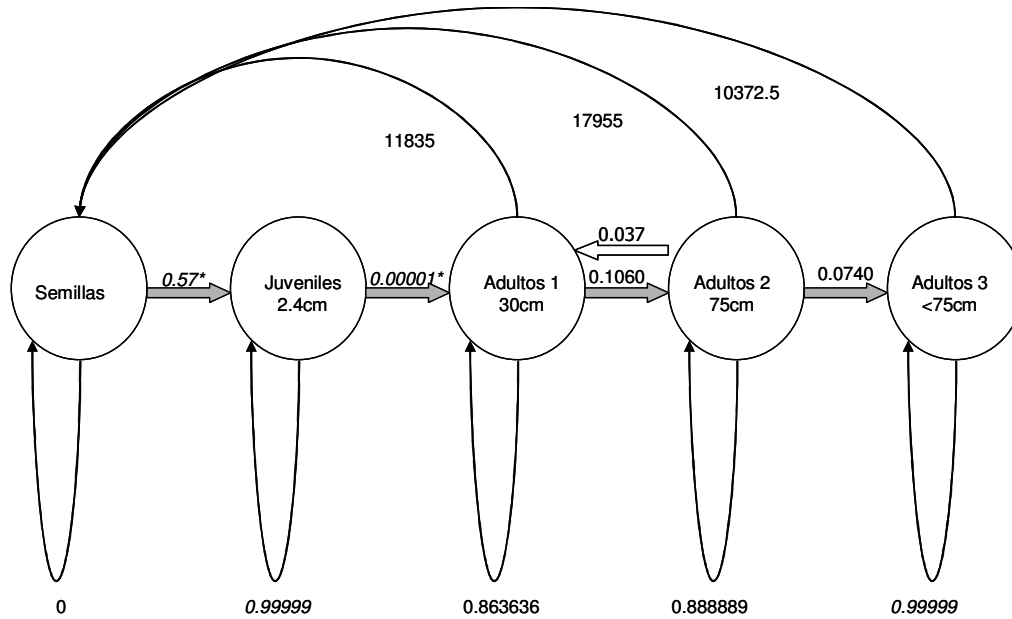 10372.5
17955
11835
0.037
Semillas
0.57*
Juveniles
2.4cm
0.00001*
Adultos 1
30cm
0.1060
Adultos 2
75cm
0.0740
Adultos 3
<75cm
0
0.99999
0.863636
0.888889
0.99999